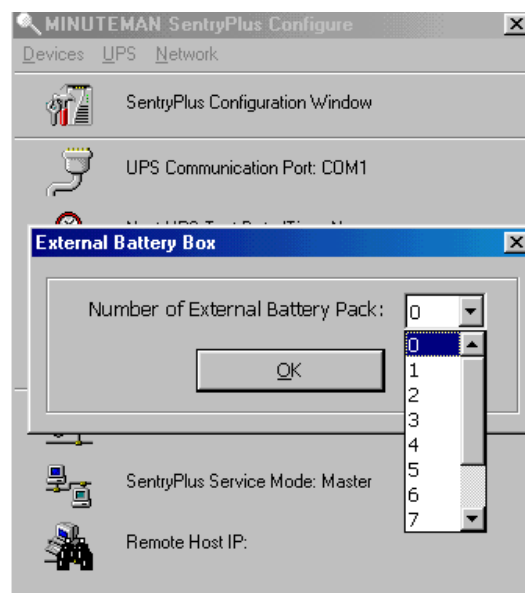 MINUTEMAN SentryPlus Configure
Devices UPS Network
SentryPlus Configuration Window
UPS Communication Port: COM1
External Battery Box
Number of External Battery Pack: 0
0
1
2
3
4
5
6
7
OK
SentryPlus Service Mode: Master
Remote Host IP: